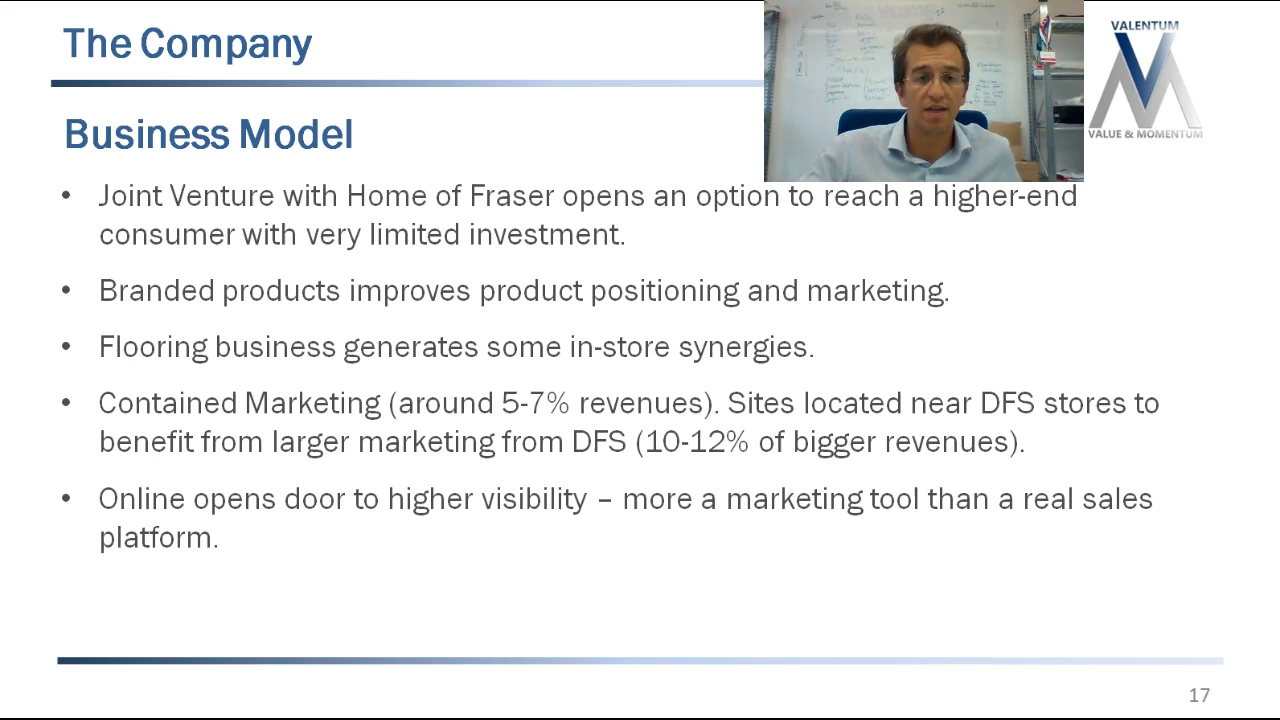 The Company
VALENTUM
VALUE & MOMENTUM
Business Model
• Joint Venture with Home of Fraser opens an option to reach a higher-end
consumer with very limited investment.
• Branded products improves product positioning and marketing.
• Flooring business generates some in-store synergies.
• Contained Marketing (around 5-7% revenues). Sites located near DFS stores to
benefit from larger marketing from DFS (10-12% of bigger revenues).
• Online opens door to higher visibility – more a marketing tool than a real sales
platform.
17